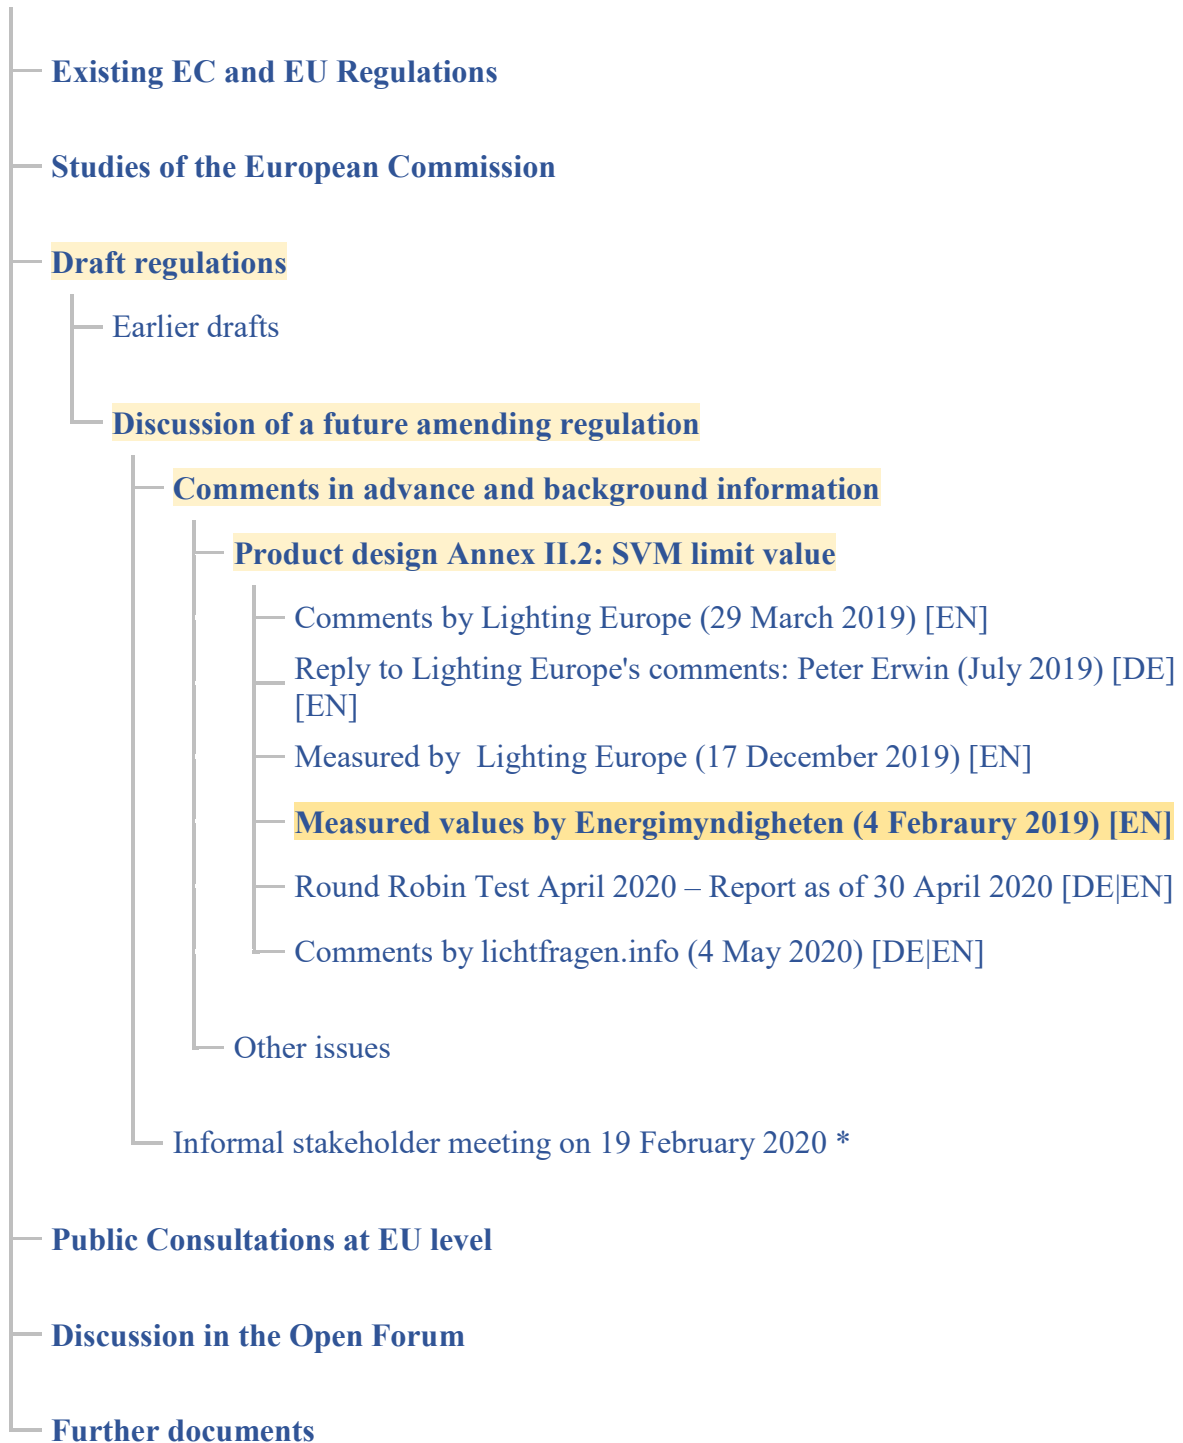 Existing EC and EU Regulations
Studies of the European Commission
Draft regulations
Earlier drafts
Discussion of a future amending regulation
Comments in advance and background information
Product design Annex II.2: SVM limit value
Comments by Lighting Europe (29 March 2019) [EN]
Reply to Lighting Europe's comments: Peter Erwin (July 2019) [DE]
[EN]
Measured by  Lighting Europe (17 December 2019) [EN]
Measured values by Energimyndigheten (4 Febraury 2019) [EN]
Round Robin Test April 2020 – Report as of 30 April 2020 [DE|EN]
Comments by lichtfragen.info (4 May 2020) [DE|EN]
Other issues
Informal stakeholder meeting on 19 February 2020 *
Public Consultations at EU level
Discussion in the Open Forum
Further documents